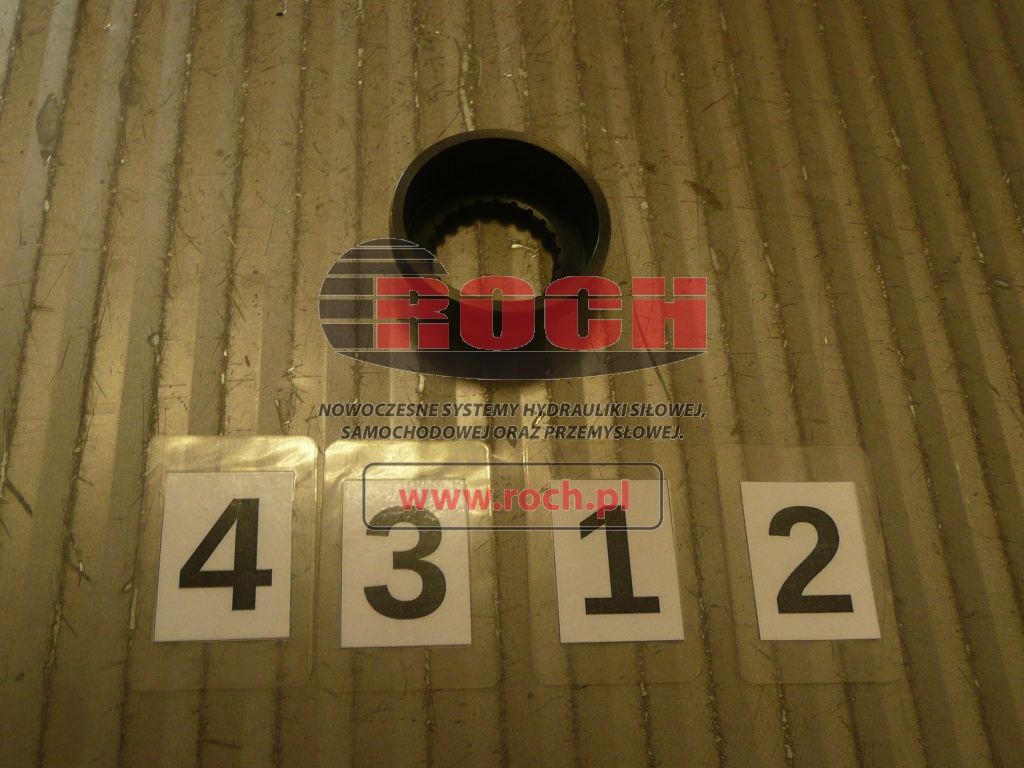 ROCH
NOWOCZESNE SYSTEMY HYDRAULIKI SIŁOWEJ,
SAMOCHODOWEJ ORAZ PRZEMYSŁOWEJ.
www.roch.pl
4 3 1 2